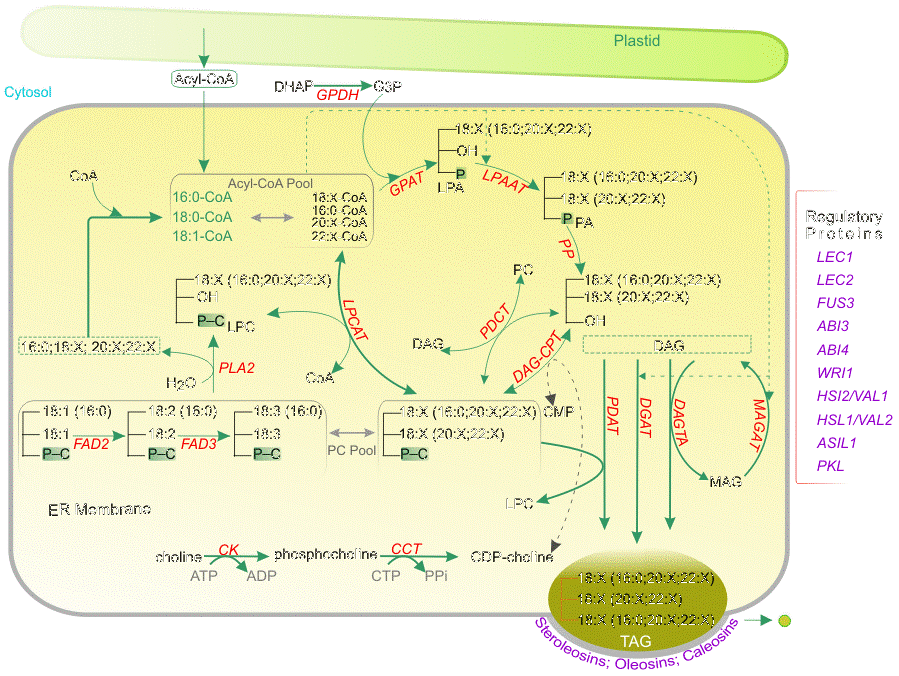 Plastid
Cytosol
Acyl-CoA
DHAP
GPDH
G3P
CoA
Acyl-CoA Pool
16:0-CoA
18:0-CoA
18:1-CoA
18:X-CoA
16:0-CoA
20:X-CoA
22:X-CoA
GPAT
18:X (16:0;20:X;22:X)
OH
P
LPA
LPAAT
18:X (16:0;20:X;22:X)
18:X (20:X;22:X)
P
PA
PP
18:X (16:0;20:X;22:X)
OH
P–C
LPC
LPCAT
CoA
PC
PDCT
DAG
DAG-CPT
18:X (16:0;20:X;22:X)
18:X (20:X;22:X)
OH
DAG
16:0;18:X; 20:X;22:X
H2O
PLA2
18:1 (16:0)
18:1
P–C
FAD2
18:2 (16:0)
18:2
P–C
FAD3
18:3 (16:0)
18:3
P–C
PC Pool
18:X (16:0;20:X;22:X)
18:X (20:X;22:X)
P–C
CMP
LPC
PDAT
DGAT
DAGTA
MAGAT
MAG
ER Membrane
choline
CK
ATP
ADP
phosphocholine
CCT
CTP
PPi
CDP-choline
18:X (16:0;20:X;22:X)
18:X (20:X;22:X)
18:X (16:0;20:X;22:X)
TAG
Steroleosins; Oleosins; Caleosins
Regulatory
Proteins
LEC1
LEC2
FUS3
ABI3
ABI4
WRI1
HSI2/VAL1
HSL1/VAL2
ASIL1
PKL